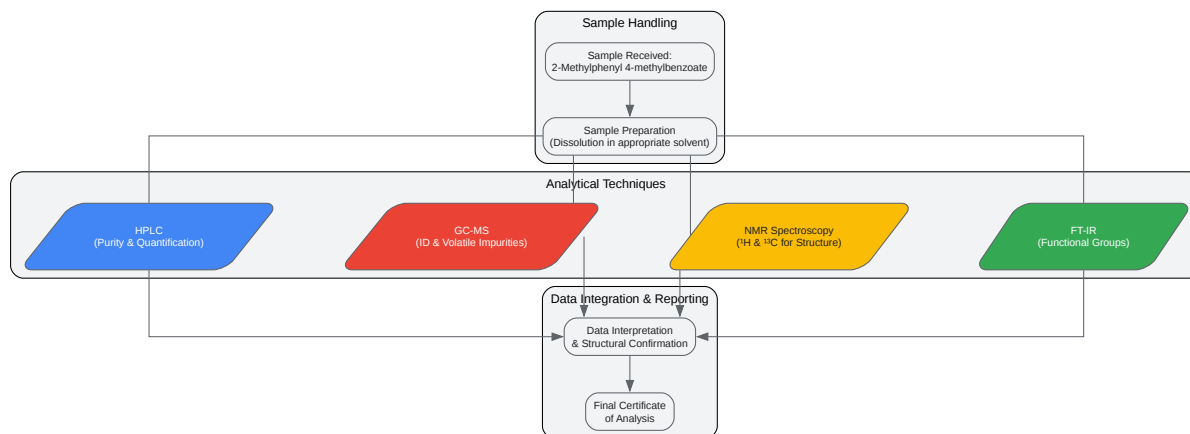 Sample Handling
Sample Received:
2-Methylphenyl 4-methylbenzoate
Sample Preparation
(Dissolution in appropriate solvent)
Analytical Techniques
HPLC
(Purity & Quantification)
GC-MS
(ID & Volatile Impurities)
NMR Spectroscopy
(¹H & ¹³C for Structure)
FT-IR
(Functional Groups)
Data Integration & Reporting
Data Interpretation
& Structural Confirmation
Final Certificate
of Analysis